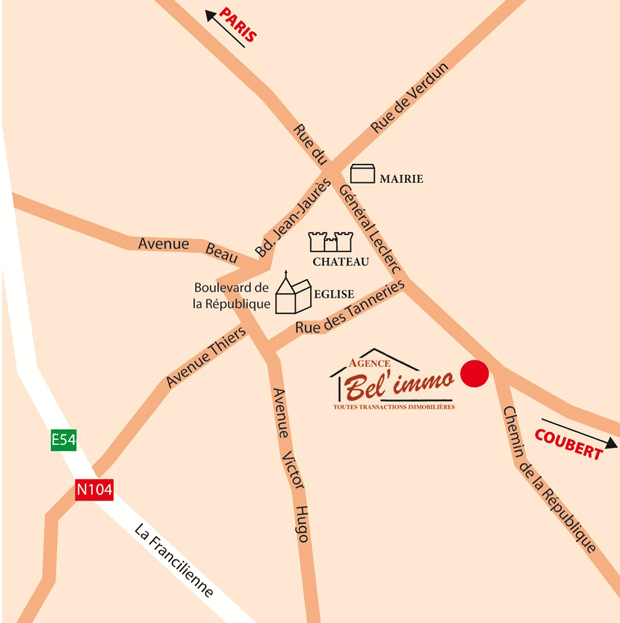 PARIS
Rue de Verdun
Rue du
Général Leclerc
MAIRIE
Bd. Jean-Jaurès
Avenue Beau
CHATEAU
Boulevard de
la République
EGLISE
Rue des Tanneries
Avenue Thiers
AGENCE
Bel'immo
TOUTES TRANSACTIONS IMMOBILIÈRES
Avenue Victor Hugo
Chemin de la République
COUBERT
E54
N104
La Francilienne